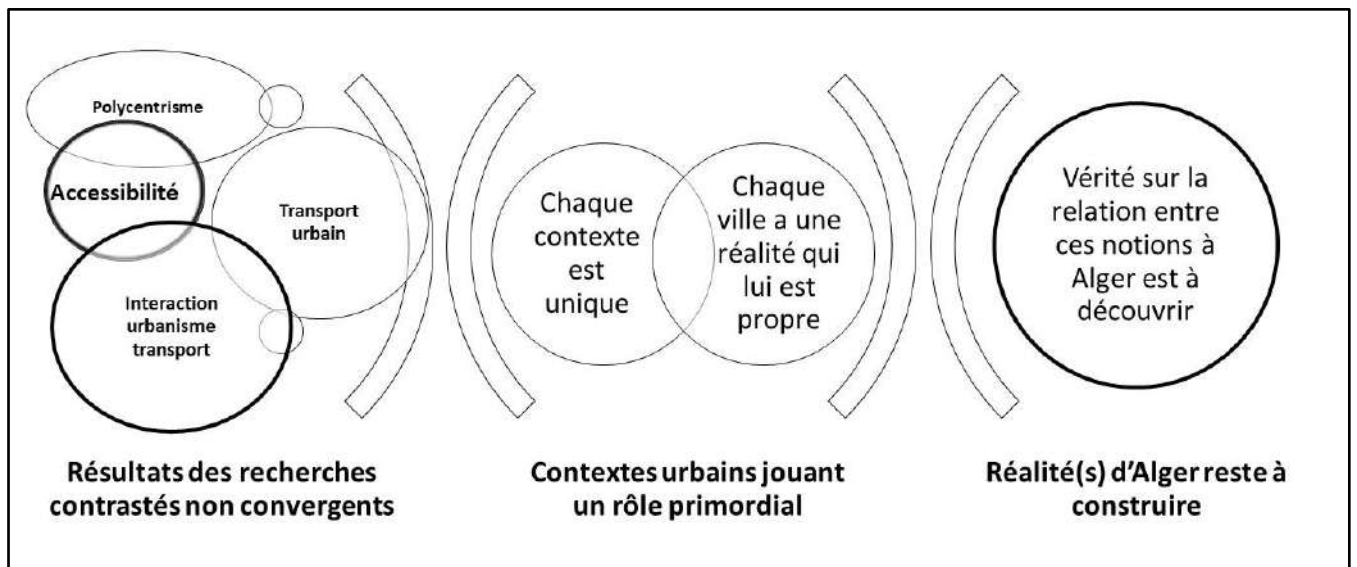 Polycentrisme
Accessibilité
Transport
urbain
Interaction
urbanisme
transport
Chaque
contexte
est
unique
Chaque
ville a une
réalité qui
lui est
propre
Vérité sur la
relation entre
ces notions à
Alger est à
découvrir
Résultats des recherches
contrastés non convergents
Contextes urbains jouant
un rôle primordial
Réalité(s) d'Alger reste à
construire